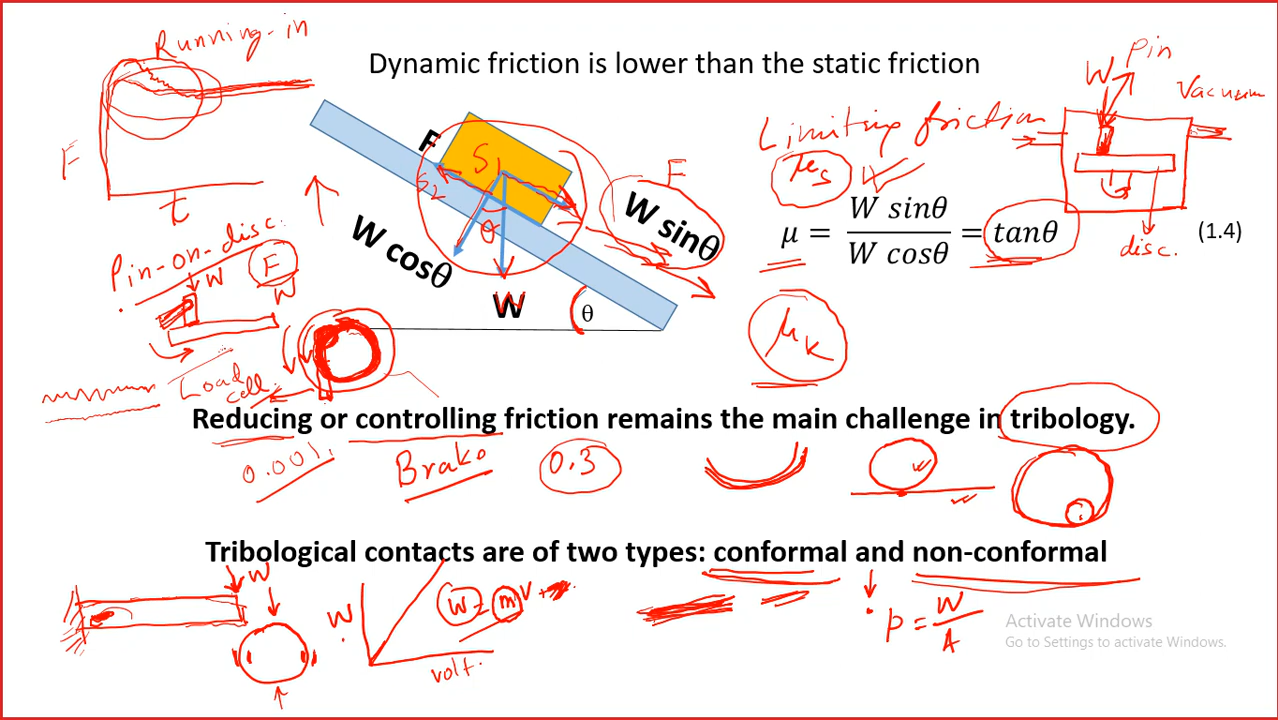 Running-in
F
t
Dynamic friction is lower than the static friction
Pin
W
Vacuum
disc.
Limiting friction
μs
F
S1
S2
F
W sinθ
W cosθ
W
θ
θ
μ = W sinθ / W cosθ = tanθ (1.4)
μk
Pin-on-disc.
F
W
W
Load cell
Reducing or controlling friction remains the main challenge in tribology.
0.001,
Brake
0.3
Tribological contacts are of two types: conformal and non-conformal
W
W
volt.
W = mV +
p = W / A
Activate Windows
Go to Settings to activate Windows.